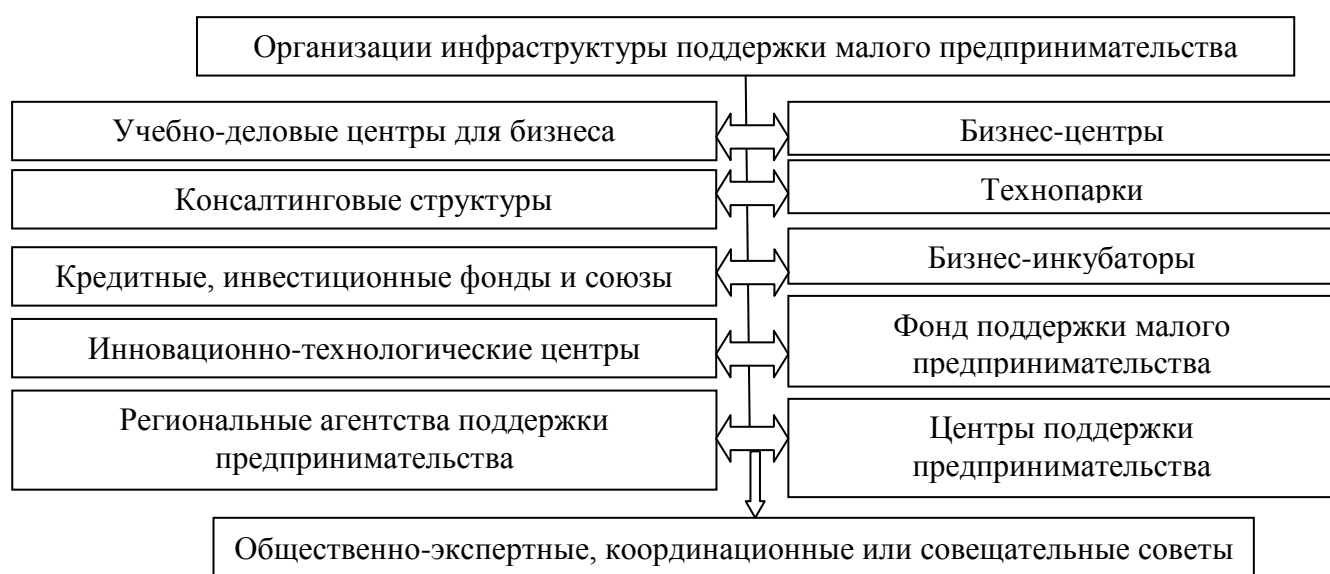 Организации инфраструктуры поддержки малого предпринимательства
Учебно-деловые центры для бизнеса
Бизнес-центры
Консалтинговые структуры
Технопарки
Кредитные, инвестиционные фонды и союзы
Бизнес-инкубаторы
Инновационно-технологические центры
Фонд поддержки малого
предпринимательства
Региональные агентства поддержки
предпринимательства
Центры поддержки
предпринимательства
Общественно-экспертные, координационные или совещательные советы